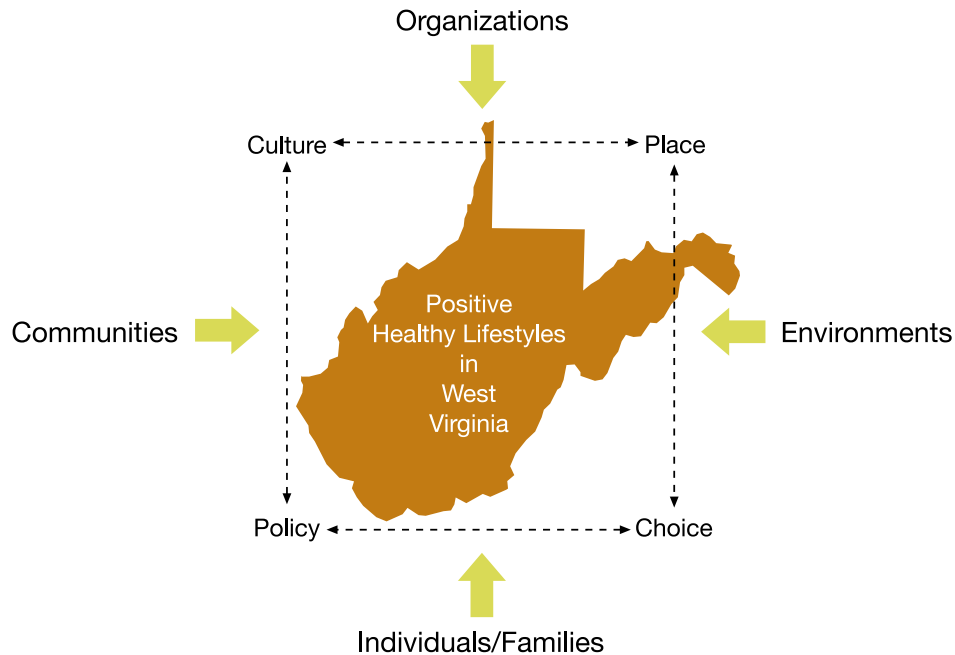 Organizations
Culture
Place
Positive
Healthy Lifestyles
in
West
Virginia
Communities
Environments
Policy
Choice
Individuals/Families